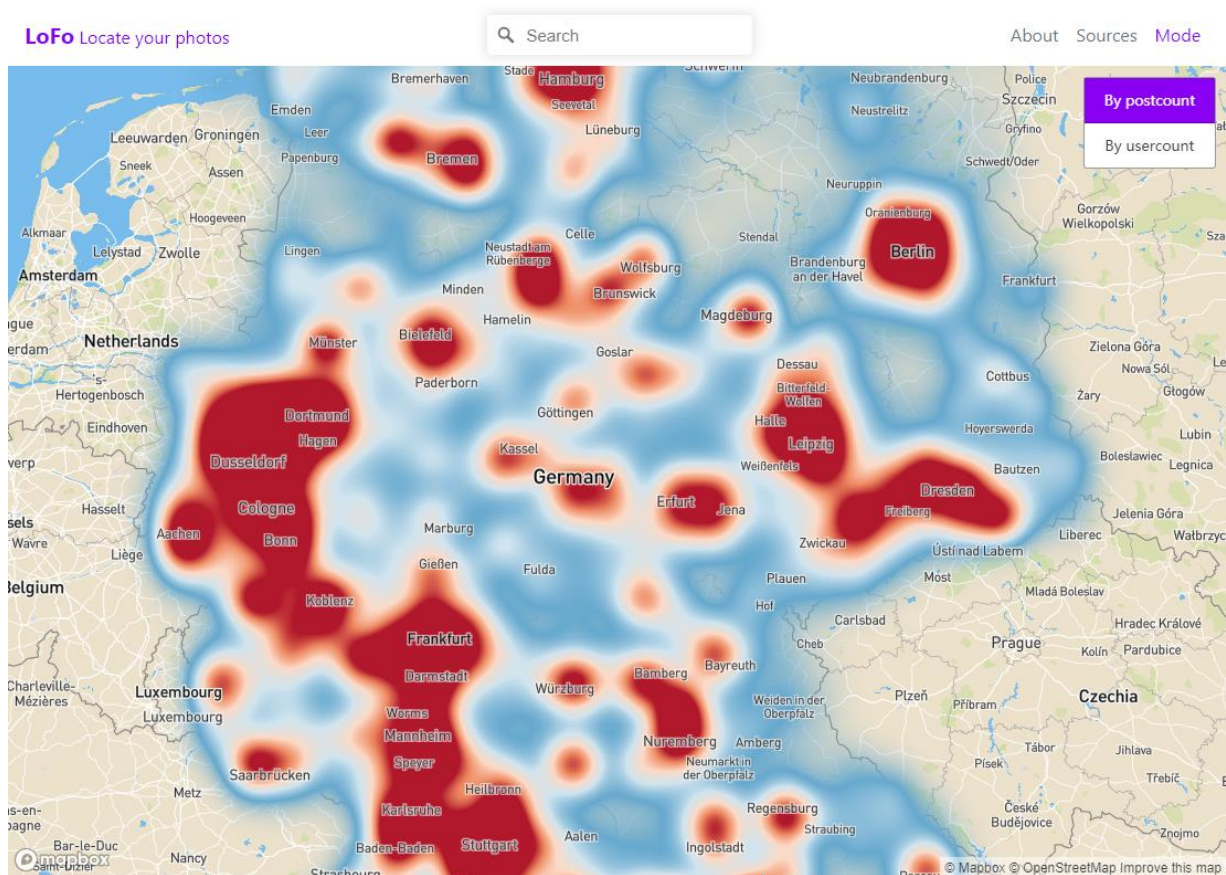 LoFo Locate your photos
Search
About Sources Mode
By postcount
By usercount
Stade
Hamburg
Schwerin
Bremerhaven
Neubrandenburg
Police
Szczecin
Emden
Seevetal
Neustrelitz
Gryfino
Leeuwarden Groningen
Leer
Lüneburg
Sneek
Papenburg
Bremen
Schwedt/Oder
Assen
Neuruppin
Hoogeveen
Oranienburg
Gorzów
Wielkopolski
Alkmaar
Celle
Stendal
Lelystad Zwolle
Lingen
Neustadt am
Rübenberge
Berlin
Amsterdam
Wolfsburg
Brandenburg
an der Havel
Frankfurt
Minden
Brunswick
Hamelin
Magdeburg
Netherlands
Münster
Bielefeld
Zielona Góra
Goslar
Dessau
Nowa Sól
's-
Hertogenbosch
Paderborn
Cottbus
Bitterfeld-
Wolfen
Żary
Głogów
Eindhoven
Dortmund
Göttingen
Halle
Hoyerswerda
Hagen
Kassel
Leipzig
Lubin
Dusseldorf
Weißenfels
Bautzen
Bolesławiec
Legnica
Germany
Hasselt
Cologne
Erfurt
Jena
Dresden
Freiberg
Jelenia Góra
Wavre
Aachen
Bonn
Marburg
Zwickau
Liberec
Liège
Gießen
Ústí nad Labem
Fulda
Most
Plauen
Mladá Boleslav
Koblenz
Hof
Carlsbad
Hradec Králové
Frankfurt
Cheb
Prague
Kolín
Pardubice
Charleville-
Mézières
Darmstadt
Bamberg
Bayreuth
Luxembourg
Würzburg
Plzeň
Příbram
Czechia
Luxembourg
Worms
Weiden in der
Oberpfalz
Mannheim
Nuremberg
Amberg
Tábor
Jihlava
Speyer
Neumarkt in
der Oberpfalz
Písek
Saarbrücken
Třebíč
Metz
Heilbronn
Karlsruhe
Regensburg
České
Budějovice
Straubing
Znojmo
Bar-le-Duc
Baden-Baden
Stuttgart
Aalen
Ingolstadt
Nancy
mapbox
Saint-Dizier
Strasbourg
© Mapbox © OpenStreetMap Improve this map